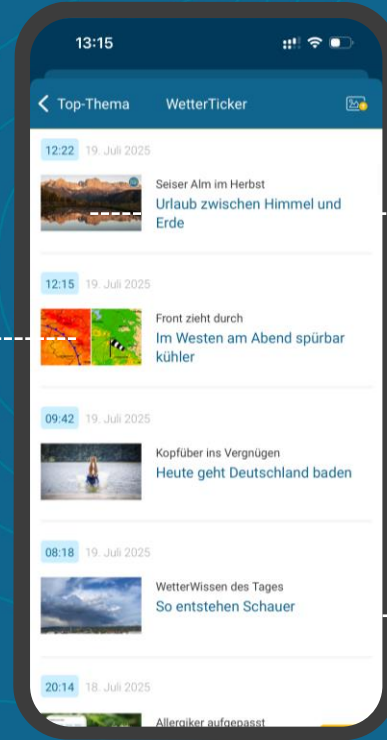 13:15
Top-Thema WetterTicker
12:22 19. Juli 2025
Seiser Alm im Herbst
Urlaub zwischen Himmel und
Erde
12:15 19. Juli 2025
Front zieht durch
Im Westen am Abend spürbar
kühler
09:42 19. Juli 2025
Kopfüber ins Vergnügen
Heute geht Deutschland baden
08:18 19. Juli 2025
WetterWissen des Tages
So entstehen Schauer
20:14 18. Juli 2025
Allergiker aufgepasst